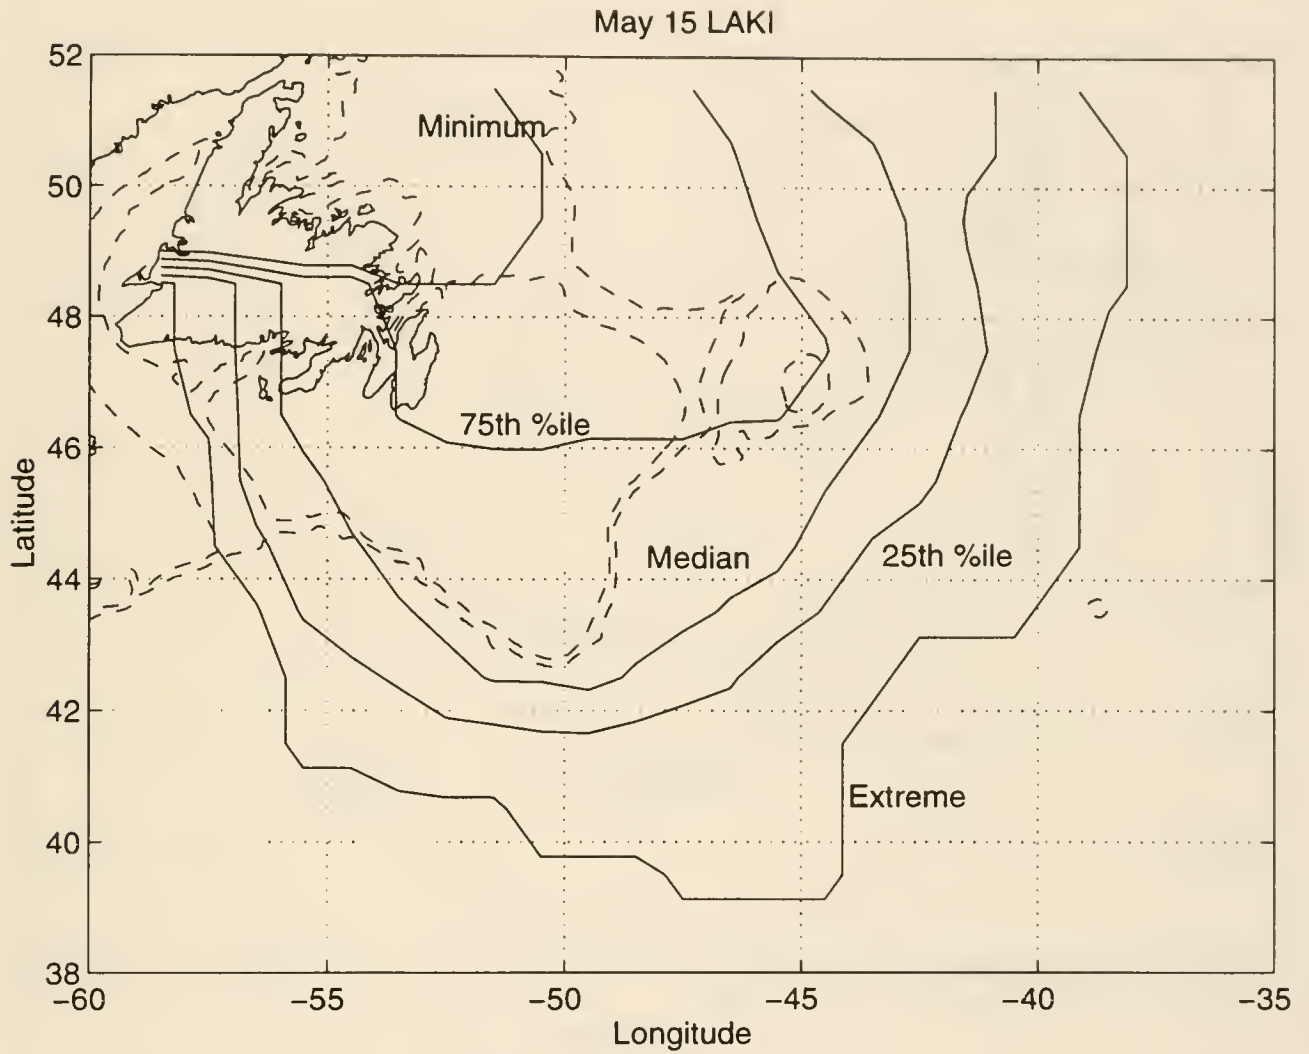 May 15 LAKI
52
Minimum
50
48
75th %ile
46
Latitude
Median
25th %ile
44
42
Extreme
40
38
−60
−55
−50
−45
−40
−35
Longitude